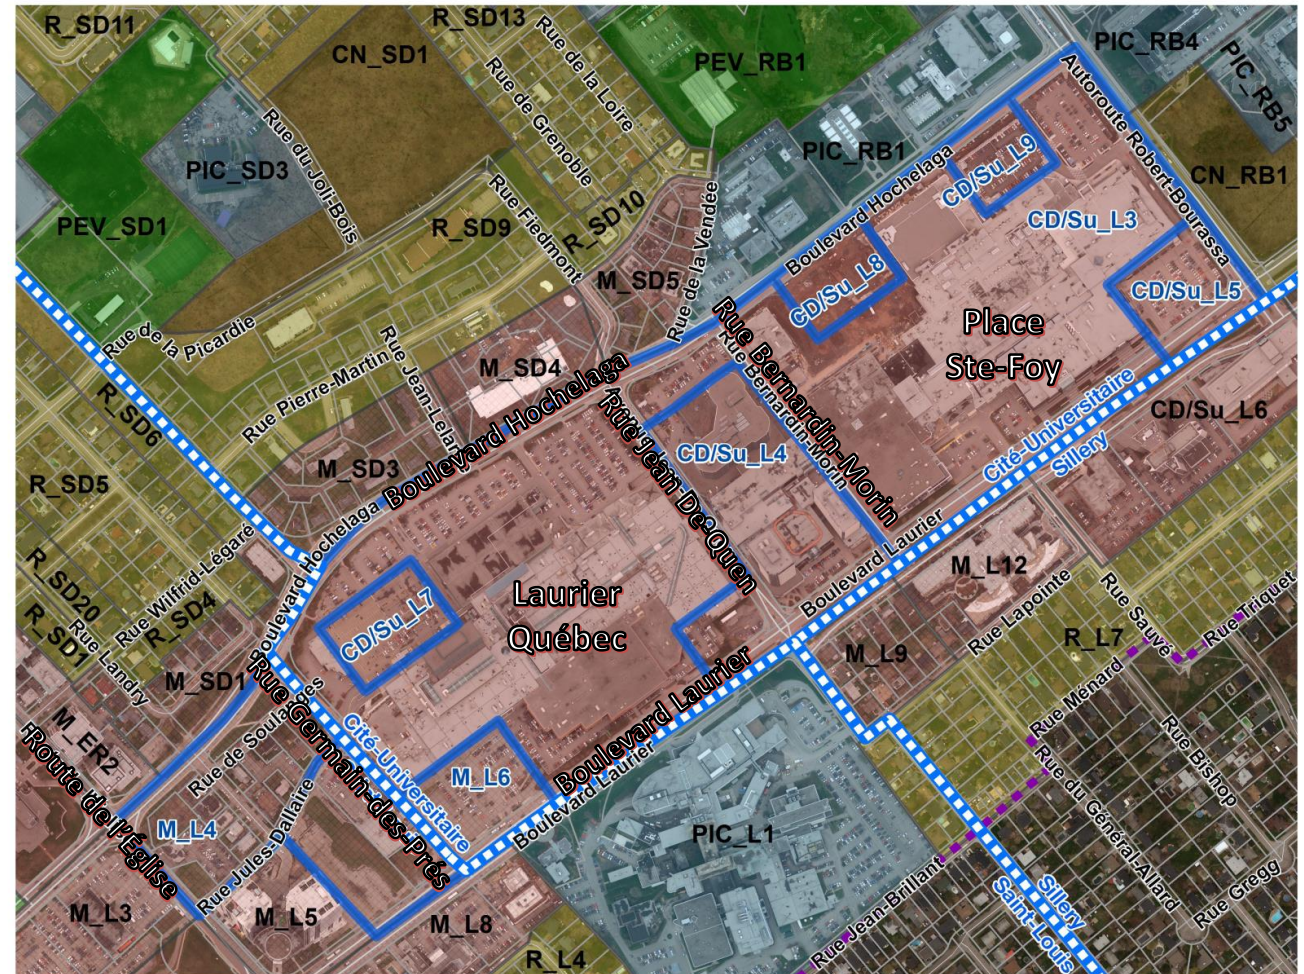 R_SD11
R_SD13
CN_SD1
Rue de la Loire
Rue de Grenoble
PEV_RB1
PIC_RB4
PIC_RB5
Autoroute Robert-Bourassa
Rue du Joli-Bois
PIC_SD3
PIC_RB1
Boulevard Hochelaga
CD/Su_L9
CN_RB1
PEV_SD1
R_SD9
Rue Piedmont
R_SD10
Rue de la Vendée
CD/Su_L3
M_SD5
CD/Su_L8
CD/Su_L5
Rue de la Picardie
Rue Pierre-Martin
Rue Jean-Lelan
M_SD4
Rue Bernardin-Morin
Rue Bernardin-Morin
Place
Ste-Foy
R_SD6
Boulevard Hochelaga
Rue Jean-De-Quen
CD/Su_L4
Cité-Universitaire
Sillery
CD/Su_L6
M_SD3
R_SD5
Boulevard Hochelaga
Rue Wilfrid-Légaré
R_SD20
R_SD1
R_SD4
Rue Landry
CD/Su_L7
Laurier
Québec
Boulevard Laurier
M_L12
Rue Lapointe
Rue Sauvé
Rue Triquet
R_L7
Rue Ménard
M_L9
M_SD1
M_ER2
Rue Germain-des-Prés
Rue de Soulanges
Cité-Universitaire
M_L6
Boulevard Laurier
Boulevard Laurier
Rue Bishop
Rue du Général-Allard
Route de l'Église
M_L4
Rue Jules-Dallaire
PIC_L1
M_L3
M_L5
M_L8
R_L4
Rue Jean-Brillant
Sillery
Saint-Louis
Rue Gregg